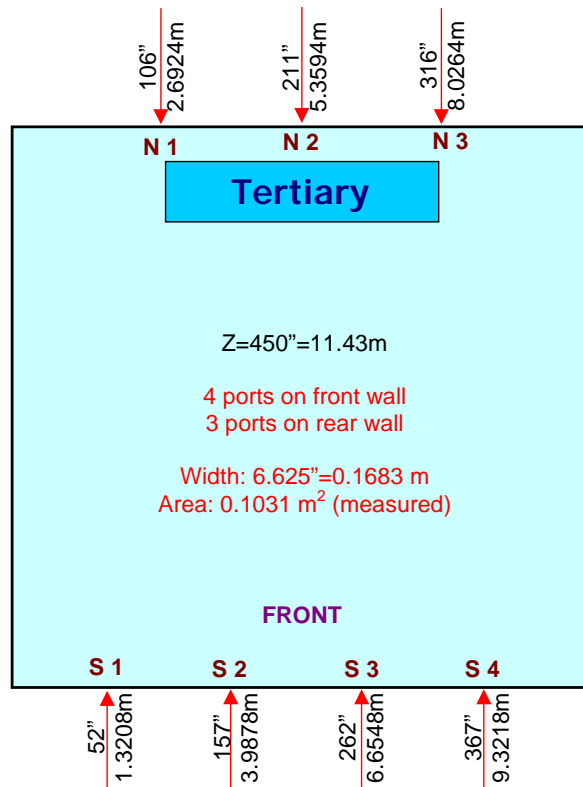 106”
2.6924m
211”
5.3594m
316”
8.0264m
N 1
N 2
N 3
Tertiary
Z=450”=11.43m
4 ports on front wall
3 ports on rear wall
Width: 6.625”=0.1683 m
Area: 0.1031 m² (measured)
FRONT
S 1
S 2
S 3
S 4
52”
1.3208m
157”
3.9878m
262”
6.6548m
367”
9.3218m